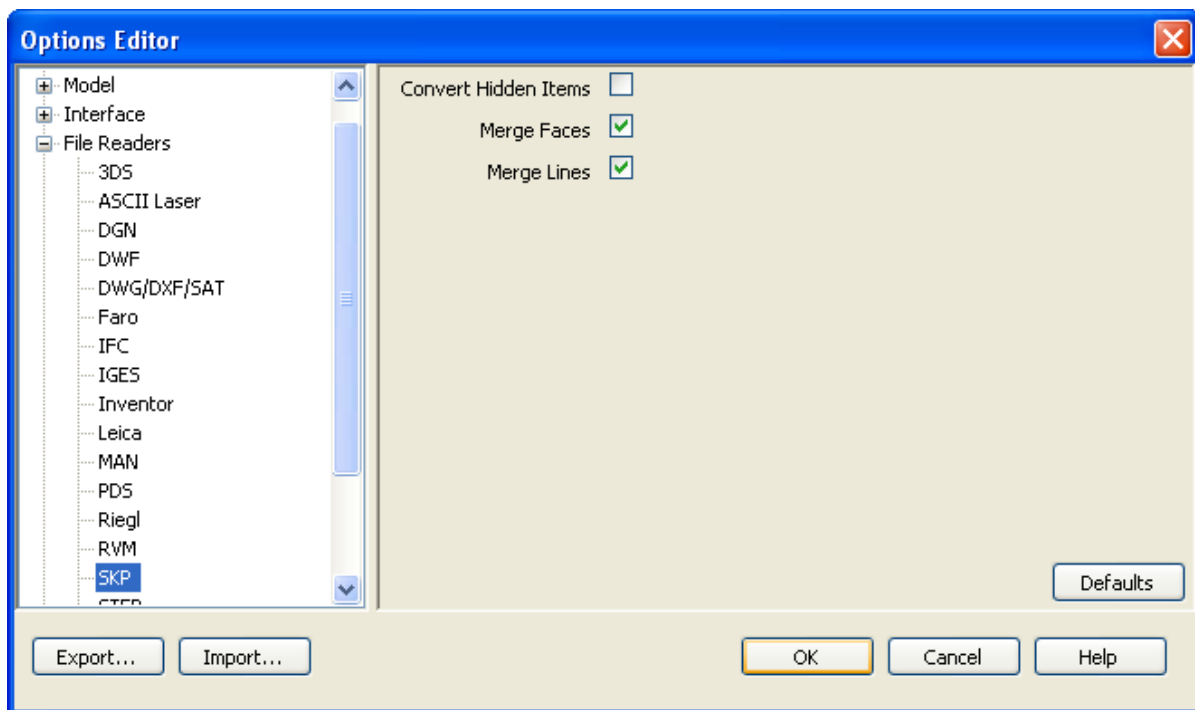 Options Editor
Model
Interface
File Readers
3DS
ASCII Laser
DGN
DWF
DWG/DXF/SAT
Faro
IFC
IGES
Inventor
Leica
MAN
PDS
Riegl
RVM
SKP
Convert Hidden Items
Merge Faces
Merge Lines
Defaults
Export...
Import...
OK
Cancel
Help